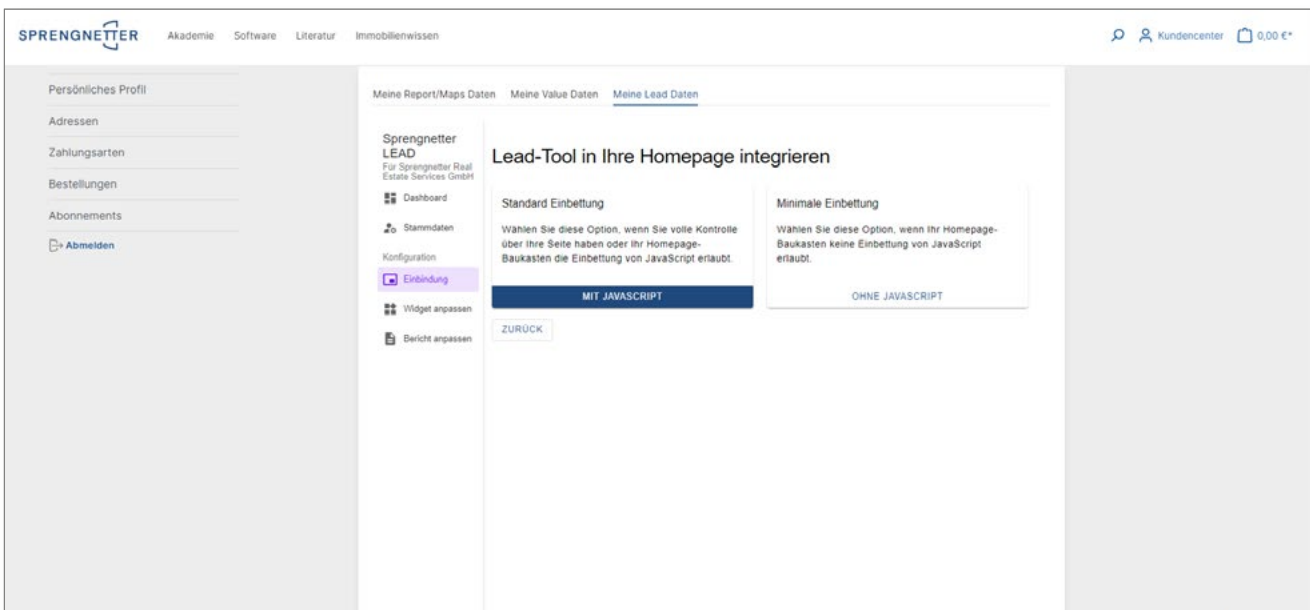 SPRENGNETTER
Akademie Software Literatur Immobilienwissen
Kundencenter 0,00 €*
Persönliches Profil
Adressen
Zahlungsarten
Bestellungen
Abonnements
Abmelden
Meine Report/Maps Daten Meine Value Daten Meine Lead Daten
Sprengnetter
LEAD
Für Sprengnetter Real
Estate Services GmbH
Dashboard
Stammdaten
Konfiguration
Einbindung
Widget anpassen
Bericht anpassen
Lead-Tool in Ihre Homepage integrieren
Standard Einbettung
Wählen Sie diese Option, wenn Sie volle Kontrolle
über Ihre Seite haben oder Ihr Homepage-
Baukasten die Einbettung von JavaScript erlaubt.
MIT JAVASCRIPT
Minimale Einbettung
Wählen Sie diese Option, wenn Ihr Homepage-
Baukasten keine Einbettung von JavaScript
erlaubt.
OHNE JAVASCRIPT
ZURÜCK